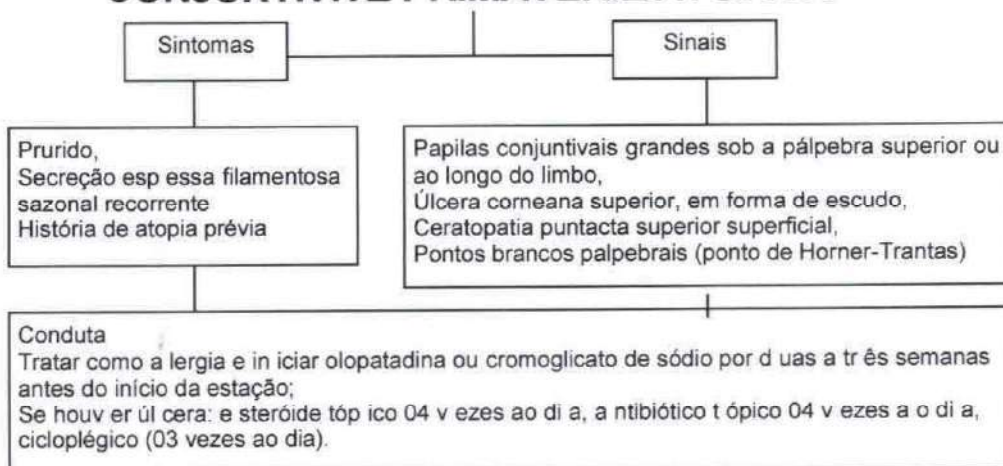 Sintomas
Sinais
Prurido,
Secreção esp essa filamentosa
sazonal recorrente
História de atopia prévia
Papilas conjuntivais grandes sob a pálpebra superior ou
ao longo do limbo,
Úlcera corneana superior, em forma de escudo,
Ceratopatia puntacta superior superficial,
Pontos brancos palpebrais (ponto de Horner-Trantas)
Conduta
Tratar como a lergia e in iciar olopatadina ou cromoglicato de sódio por d uas a tr ês semanas
antes do início da estação;
Se houv er úl cera: e steróide tóp ico 04 v ezes ao di a, a ntibiótico t ópico 04 v ezes a o di a,
cicloplégico (03 vezes ao dia).